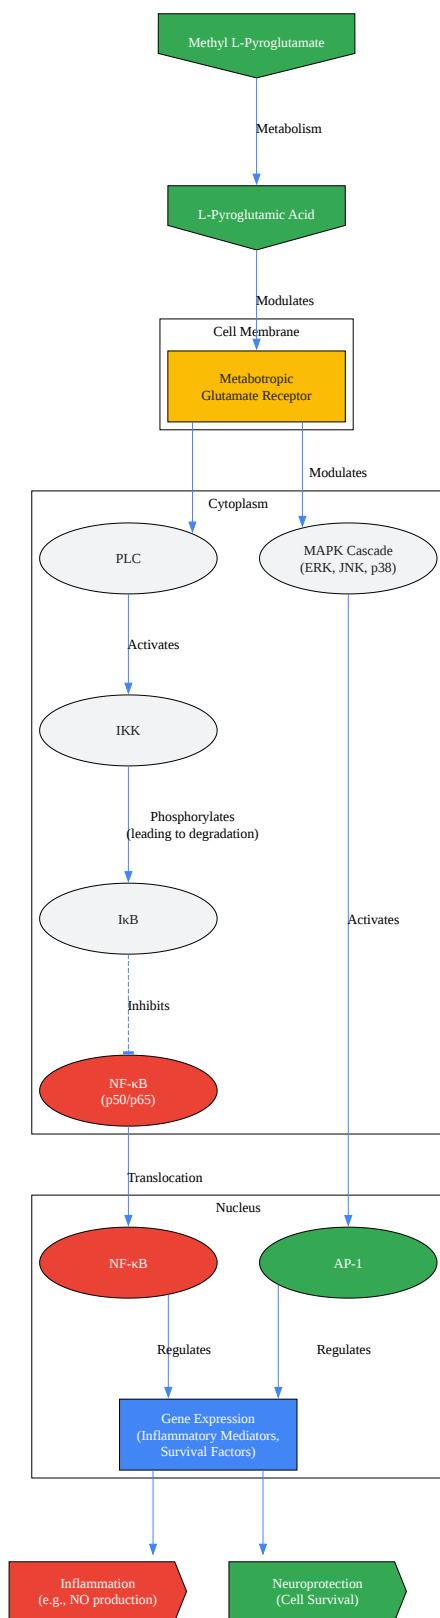 Methyl L-Pyroglutamate
Metabolism
L-Pyroglutamic Acid
Modulates
Cell Membrane
Metabotropic
Glutamate Receptor
Modulates
Cytoplasm
PLC
MAPK Cascade
(ERK, JNK, p38)
Activates
IKK
Phosphorylates
(leading to degradation)
IκB
Activates
Inhibits
NF-κB
(p50/p65)
Translocation
Nucleus
NF-κB
AP-1
Regulates
Regulates
Gene Expression
(Inflammatory Mediators,
Survival Factors)
Inflammation
(e.g., NO production)
Neuroprotection
(Cell Survival)